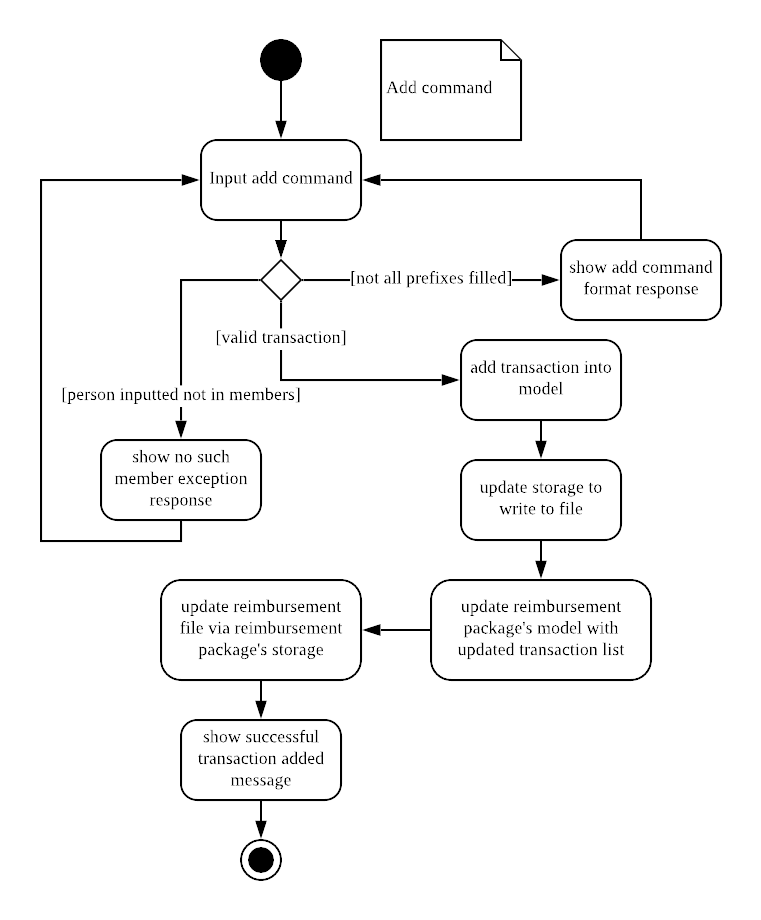 Add command
Input add command
[not all prefixes filled]
show add command
format response
[valid transaction]
add transaction into
model
[person inputted not in members]
show no such
member exception
response
update storage to
write to file
update reimbursement
package's model with
updated transaction list
update reimbursement
file via reimbursement
package's storage
show successful
transaction added
message